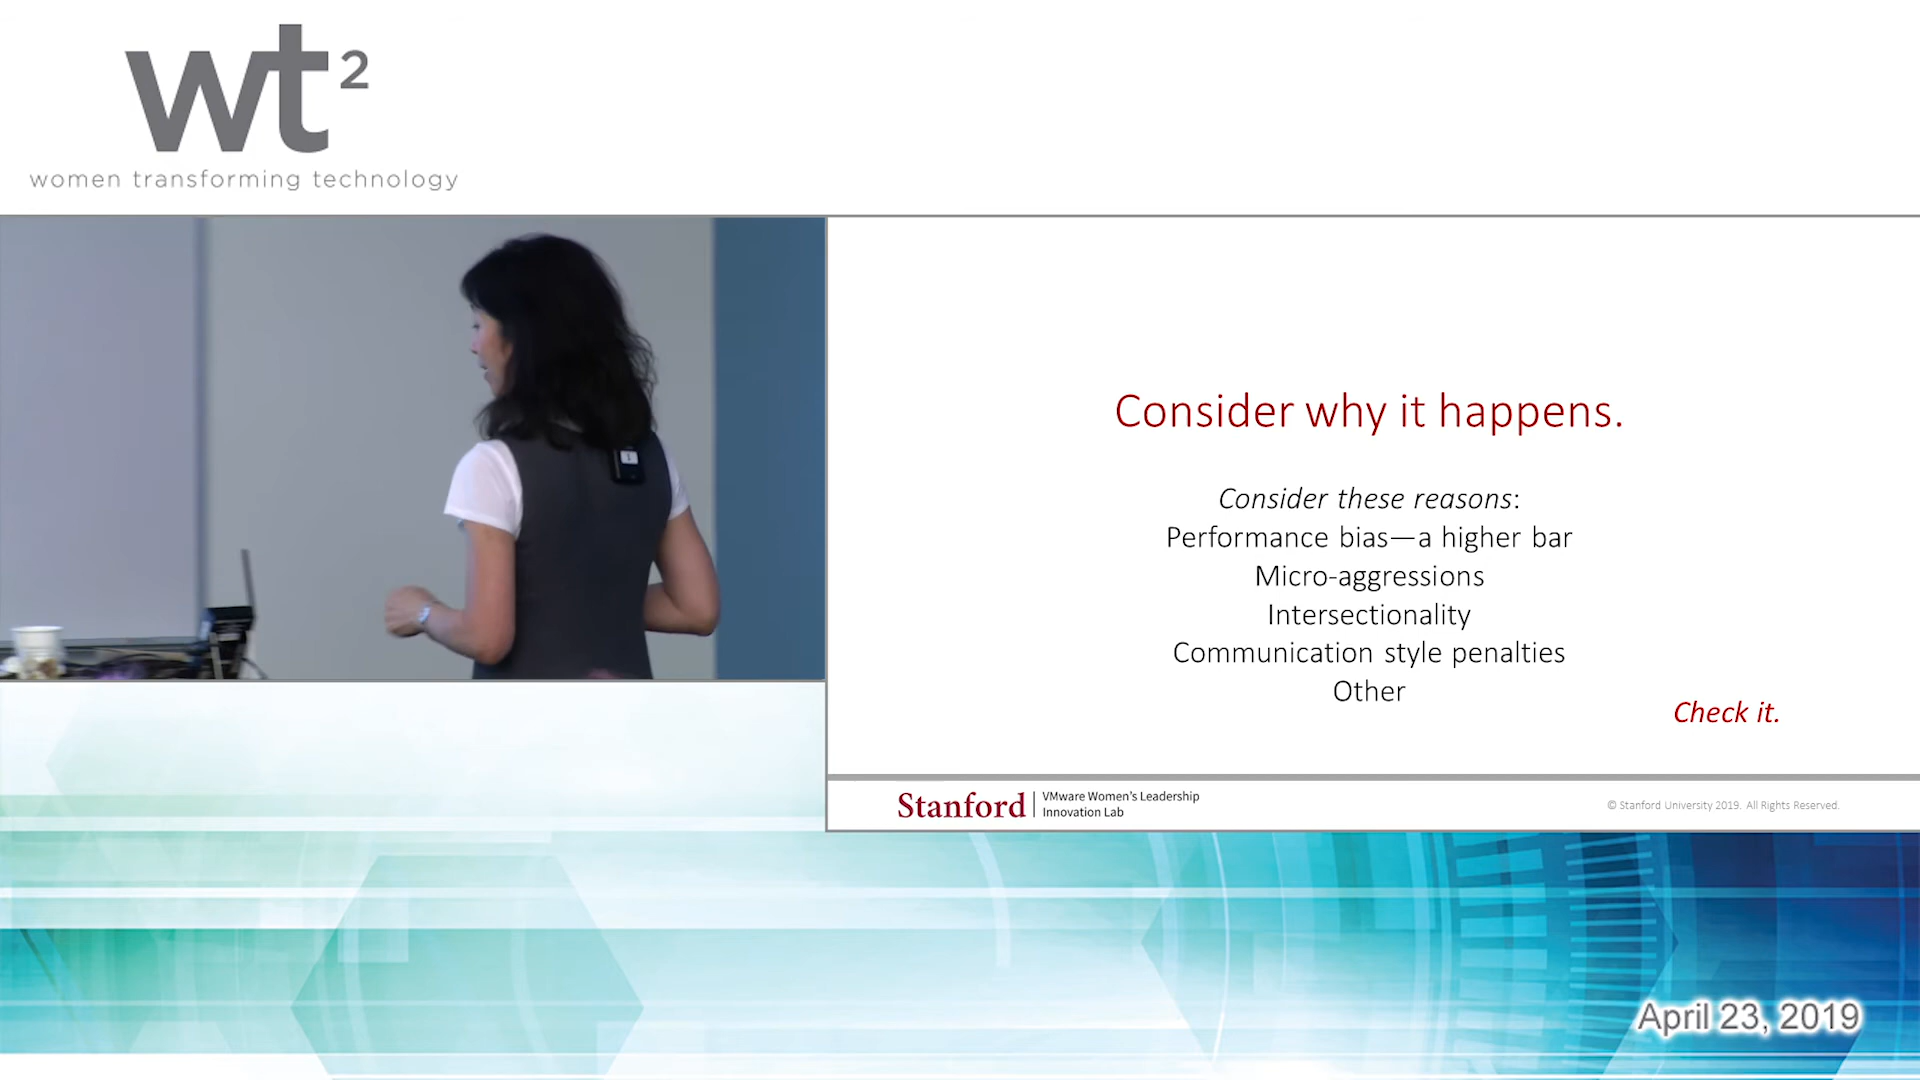 wt²
women transforming technology
Consider why it happens.
Consider these reasons:
Performance bias—a higher bar
Micro-aggressions
Intersectionality
Communication style penalties
Other
Check it.
Stanford
VMware Women's Leadership
Innovation Lab
© Stanford University 2019. All Rights Reserved.
April 23, 2019